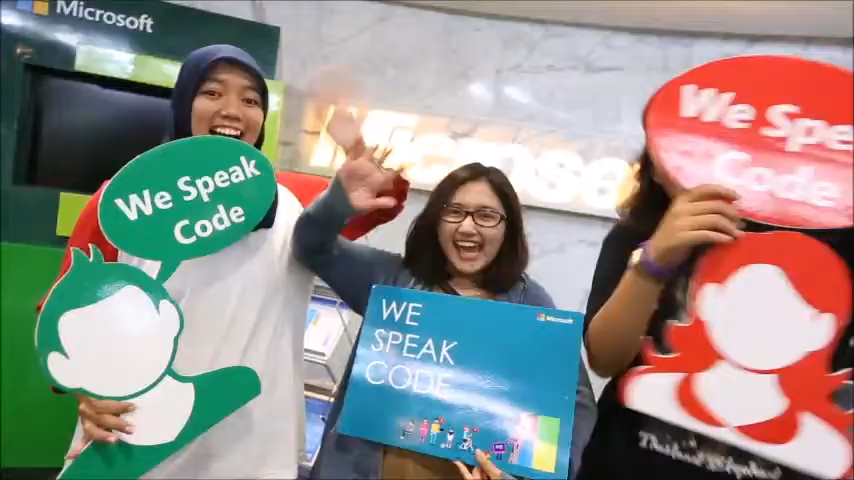 Microsoft
We Speak
Code
WE
SPEAK
CODE
Microsoft
We Speak
Code